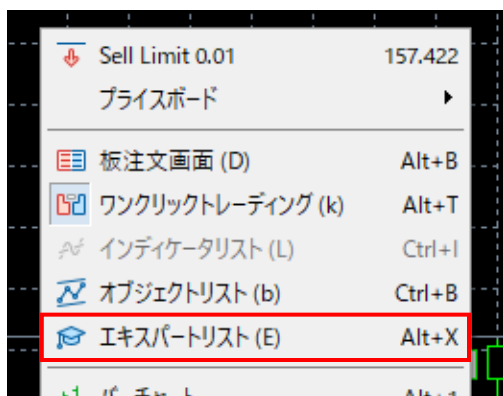 Sell Limit 0.01 157.422
プライスボード
板注文画面 (D) Alt+B
ワンクリックトレーディング (k) Alt+T
インディケータリスト (L) Ctrl+I
オブジェクトリスト (b) Ctrl+B
エキスパートリスト (E) Alt+X